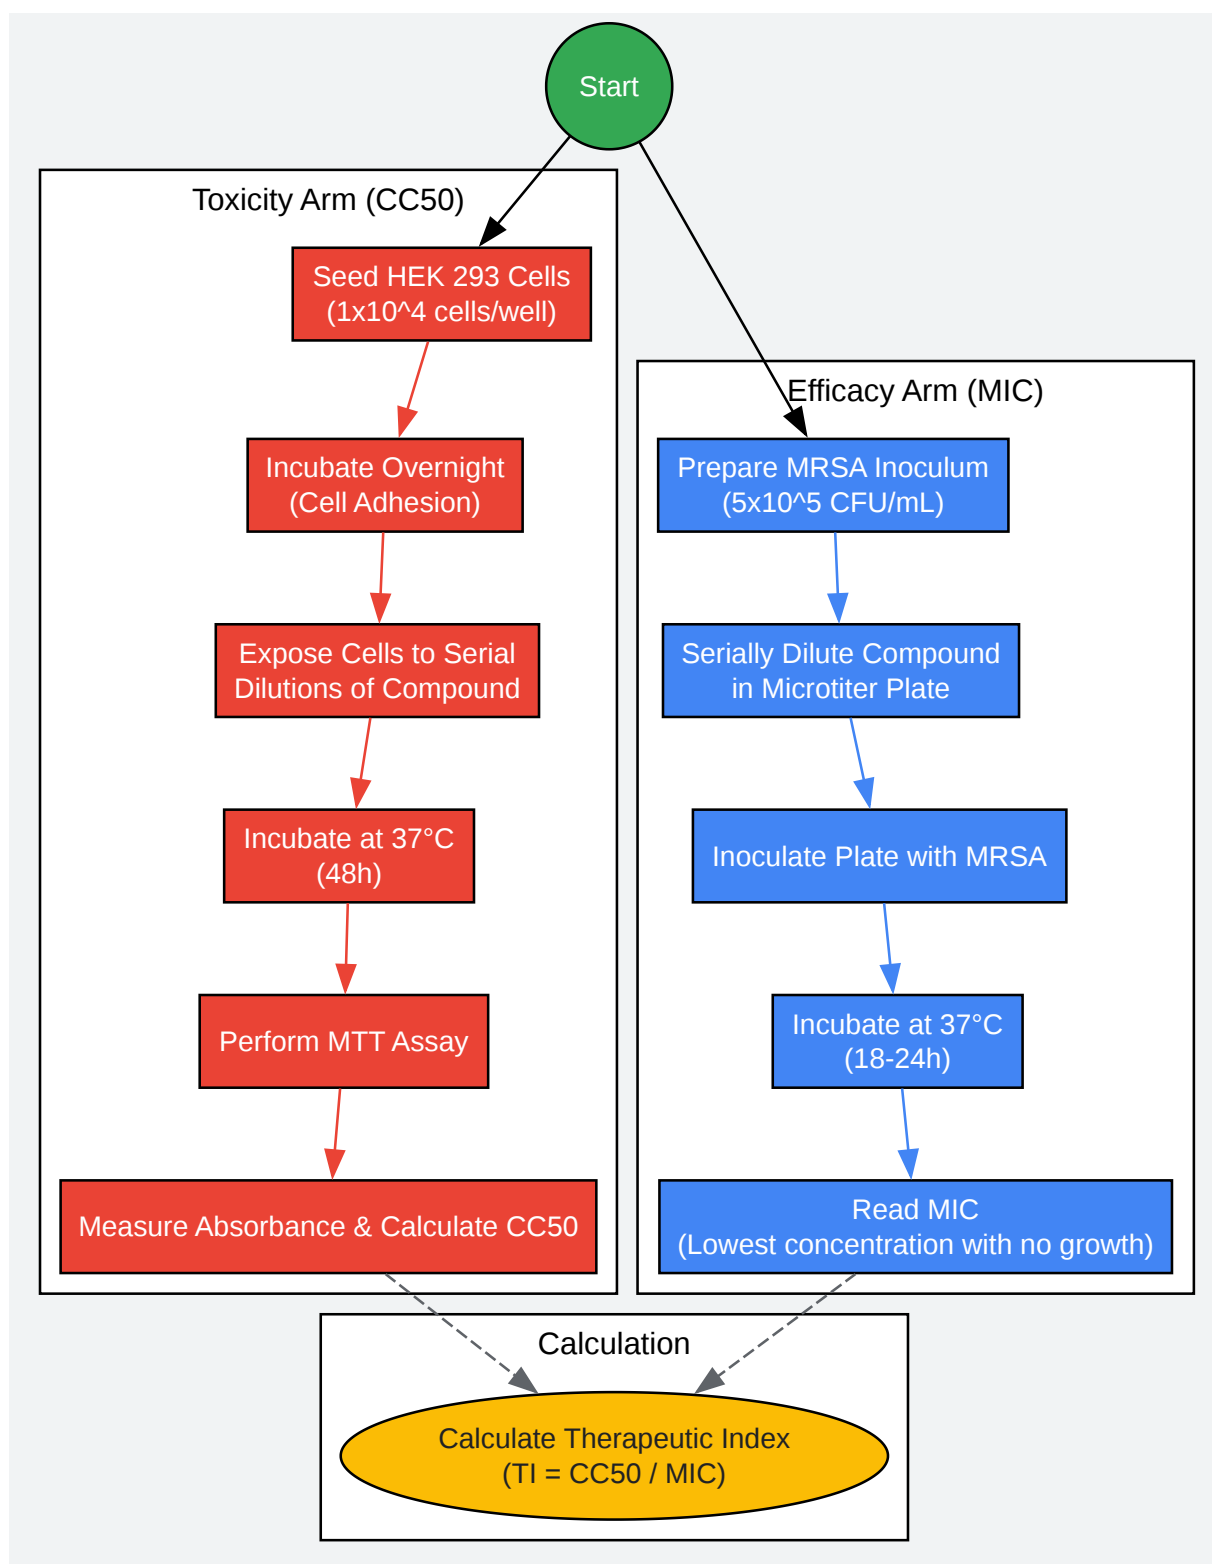 Start
Toxicity Arm (CC50)
Seed HEK 293 Cells
(1x10^4 cells/well)
Incubate Overnight
(Cell Adhesion)
Expose Cells to Serial
Dilutions of Compound
Incubate at 37°C
(48h)
Perform MTT Assay
Measure Absorbance & Calculate CC50
Efficacy Arm (MIC)
Prepare MRSA Inoculum
(5x10^5 CFU/mL)
Serially Dilute Compound
in Microtiter Plate
Inoculate Plate with MRSA
Incubate at 37°C
(18-24h)
Read MIC
(Lowest concentration with no growth)
Calculation
Calculate Therapeutic Index
(TI = CC50 / MIC)